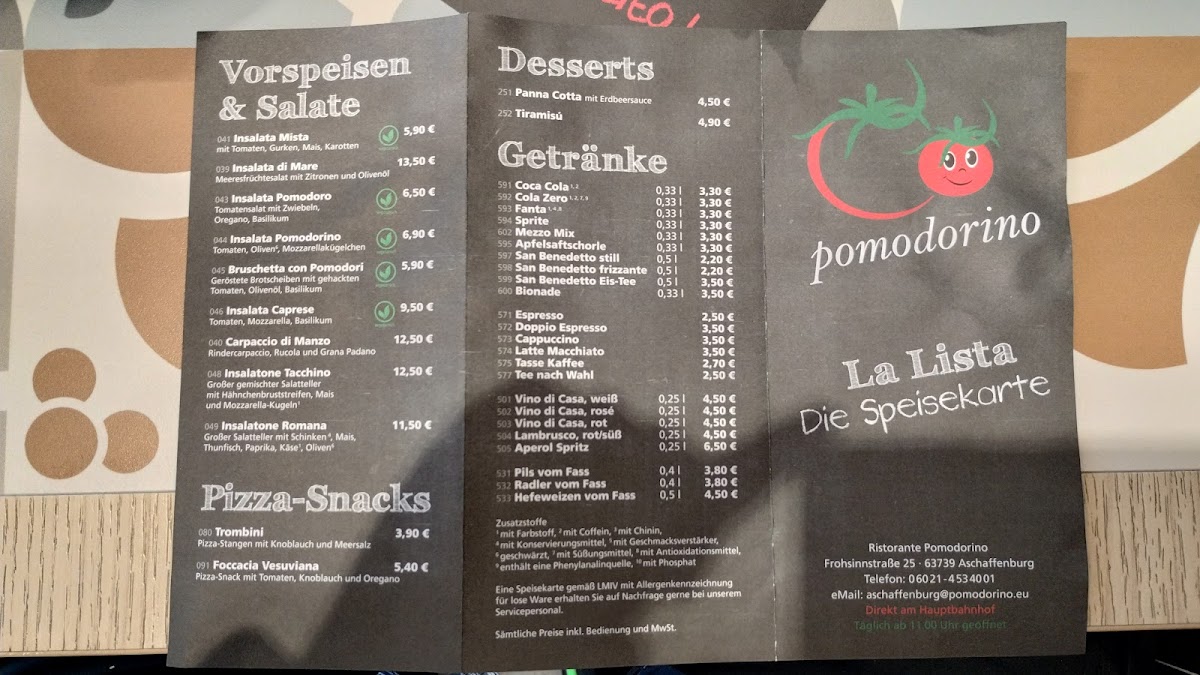 Vorspeisen
& Salate
041 Insalata Mista 5,90 €
mit Tomaten, Gurken, Mais, Karotten
039 Insalata di Mare 13,50 €
Meeresfrüchtesalat mit Zitronen und Olivenöl
043 Insalata Pomodoro 6,50 €
Tomatensalat mit Zwiebeln,
Oregano, Basilikum
044 Insalata Pomodorino 6,90 €
Tomaten, Oliven⁶, Mozzarellakügelchen
045 Bruschetta con Pomodori 5,90 €
Geröstete Brotscheiben mit gehackten
Tomaten, Olivenöl, Basilikum
046 Insalata Caprese 9,50 €
Tomaten, Mozzarella, Basilikum
040 Carpaccio di Manzo 12,50 €
Rindercarpaccio, Rucola und Grana Padano
048 Insalatone Tacchino 12,50 €
Großer gemischter Salatteller
mit Hähnchenbruststreifen, Mais
und Mozzarella-Kugeln¹
049 Insalatone Romana 11,50 €
Großer Salatteller mit Schinken⁴, Mais,
Thunfisch, Paprika, Käse¹, Oliven⁶
Pizza-Snacks
080 Trombini 3,90 €
Pizza-Stangen mit Knoblauch und Meersalz
091 Foccacia Vesuviana 5,40 €
Pizza-Snack mit Tomaten, Knoblauch und Oregano
Desserts
251 Panna Cotta mit Erdbeersauce 4,50 €
252 Tiramisú 4,90 €
Getränke
591 Coca Cola ¹, ² 0,33 l 3,30 €
592 Cola Zero 0,33 l 3,30 €
593 Fanta 0,33 l 3,30 €
594 Sprite 0,33 l 3,30 €
602 Mezzo Mix 0,33 l 3,30 €
595 Apfelsaftschorle 0,33 l 3,30 €
597 San Benedetto still 0,5 l 2,20 €
598 San Benedetto frizzante 0,5 l 2,20 €
599 San Benedetto Eis-Tee 0,5 l 3,50 €
600 Bionade 0,33 l 3,50 €
571 Espresso 2,50 €
572 Doppio Espresso 3,50 €
573 Cappuccino 3,50 €
574 Latte Macchiato 3,50 €
575 Tasse Kaffee 2,70 €
577 Tee nach Wahl 2,50 €
501 Vino di Casa, weiß 0,25 l 4,50 €
502 Vino di Casa, rosé 0,25 l 4,50 €
503 Vino di Casa, rot 0,25 l 4,50 €
504 Lambrusco, rot/süß 0,25 l 4,50 €
505 Aperol Spritz 0,25 l 6,50 €
531 Pils vom Fass 0,4 l 3,80 €
532 Radler vom Fass 0,4 l 3,80 €
533 Hefeweizen vom Fass 0,5 l 4,50 €
Zusatzstoffe
¹ mit Farbstoff, ² mit Coffein, ³ mit Chinin,
⁴ mit Konservierungsmittel, ⁵ mit Geschmacksverstärker,
⁶ geschwärzt, ⁷ mit Süßungsmittel, ⁸ mit Antioxidationsmittel,
⁹ enthält eine Phenylanalinquelle, ¹⁰ mit Phosphat
Eine Speisekarte gemäß LMIV mit Allergenkennzeichnung
für lose Ware erhalten Sie auf Nachfrage gerne bei unserem
Servicepersonal.
Sämtliche Preise inkl. Bedienung und MwSt.
pomodorino
La Lista
Die Speisekarte
Ristorante Pomodorino
Frohsinnstraße 25 · 63739 Aschaffenburg
Telefon: 06021-4534001
eMail: aschaffenburg@pomodorino.eu
Direkt am Hauptbahnhof
Täglich ab 11.00 Uhr geöffnet